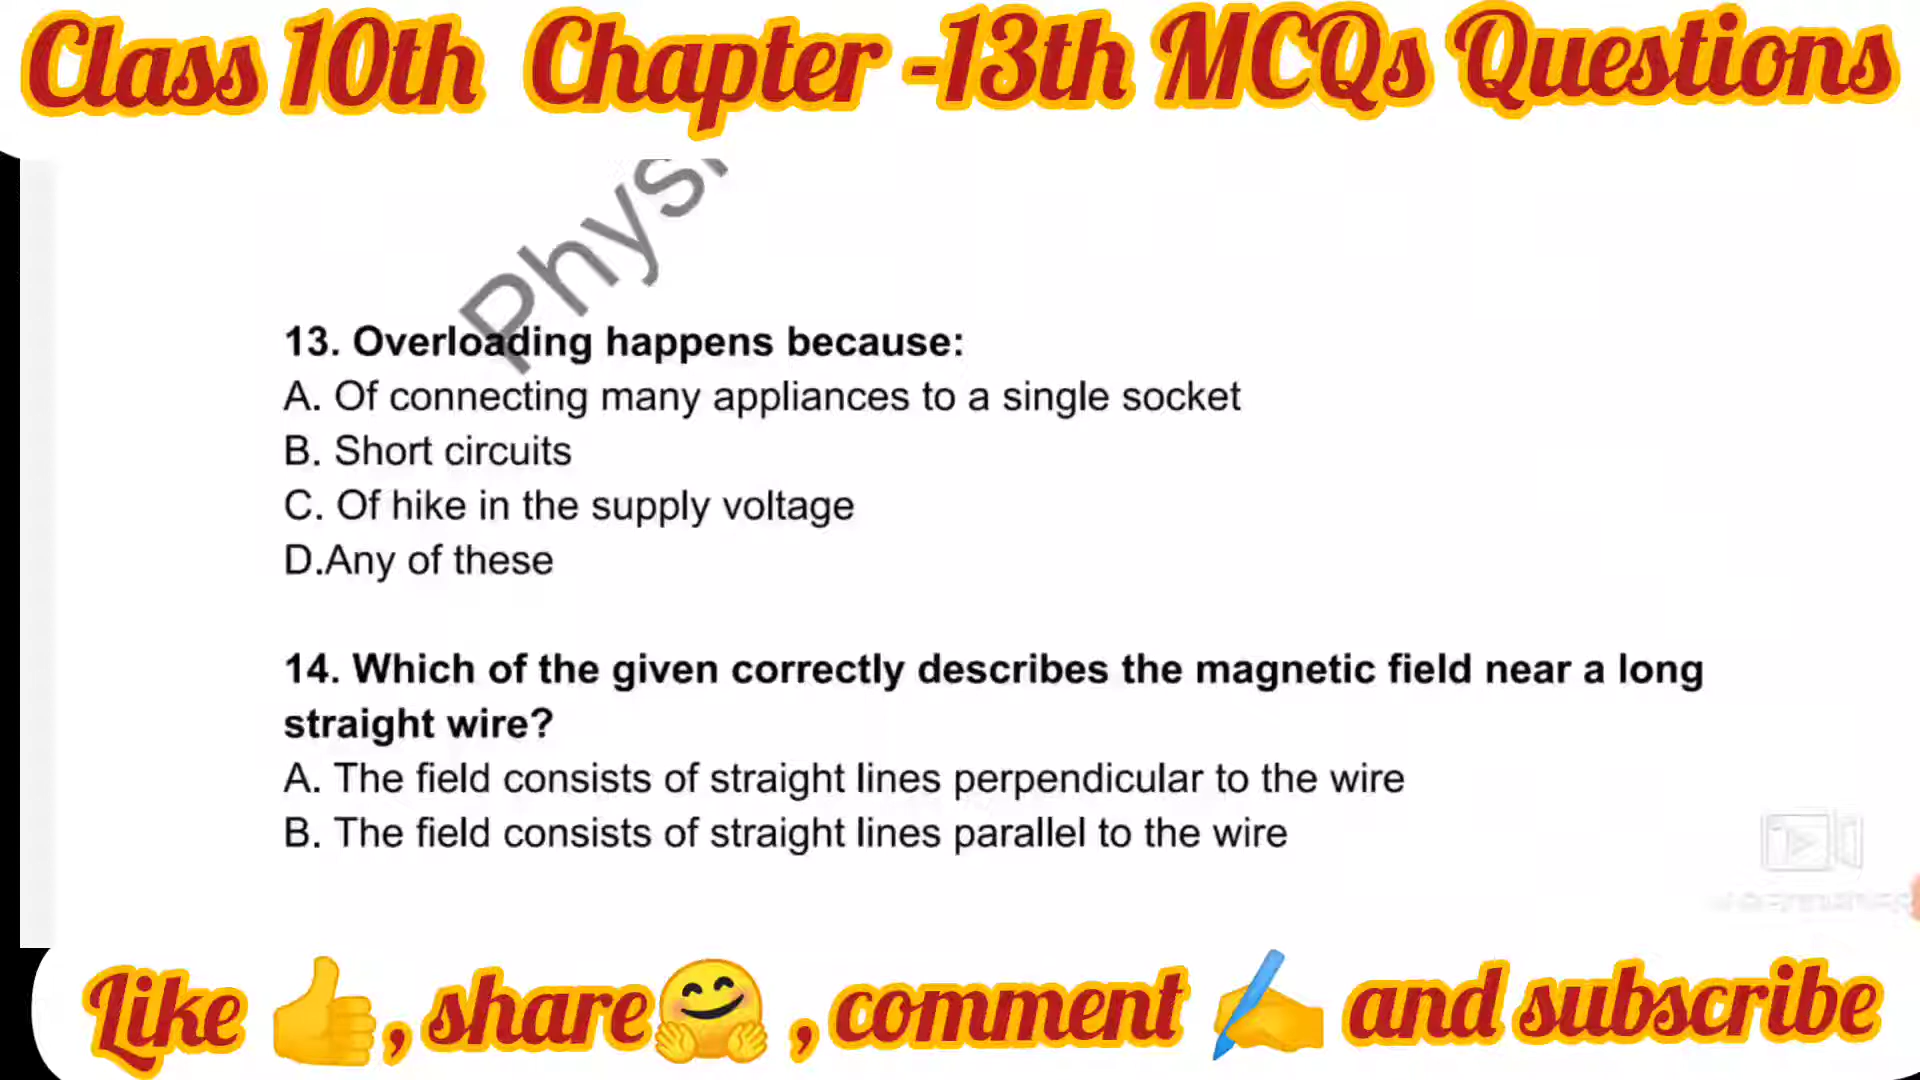 Class 10th Chapter -13th MCQs Questions
Physi
13. Overloading happens because:
A. Of connecting many appliances to a single socket
B. Short circuits
C. Of hike in the supply voltage
D.Any of these
14. Which of the given correctly describes the magnetic field near a long
straight wire?
A. The field consists of straight lines perpendicular to the wire
B. The field consists of straight lines parallel to the wire
Like 👍, share🤗, comment ✍ and subscribe